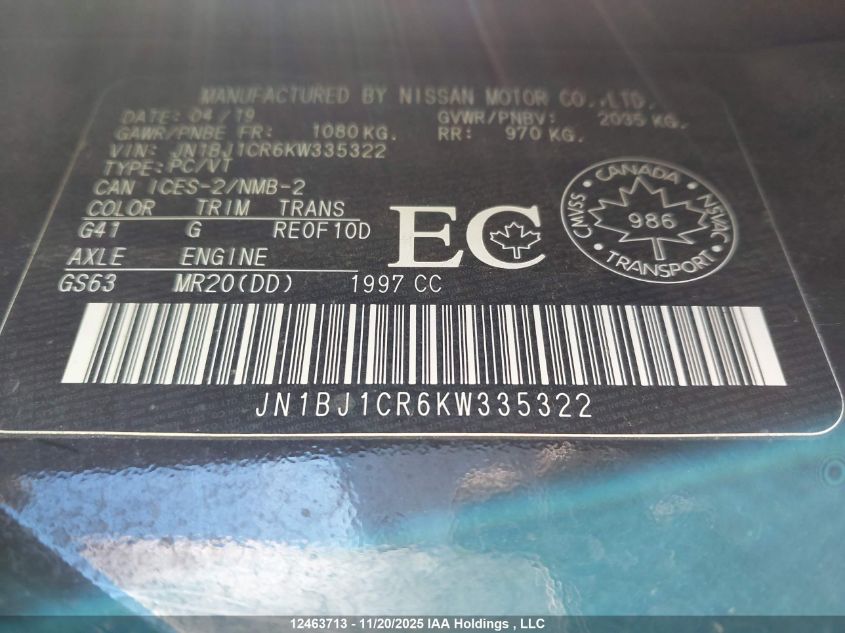 MANUFACTURED BY NISSAN MOTOR CO.,LTD.
DATE: 04/19 GVWR/PNBV: 2035 KG.
GAWR/PNBE FR: 1080 KG. RR: 970 KG.
VIN: JN1BJ1CR6KW335322
TYPE: PC/VT
CAN ICES-2/NMB-2
COLOR TRIM TRANS
G41 G RE0F10D
AXLE ENGINE
GS63 MR20(DD) 1997 CC
EC
CANADA
CMVSS 986 NSVAC
TRANSPORT
JN1BJ1CR6KW335322
12463713 - 11/20/2025 IAA Holdings , LLC